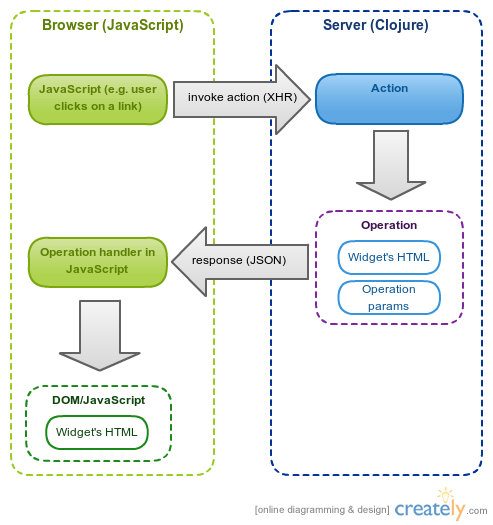 Browser (JavaScript)
Server (Clojure)
JavaScript (e.g. user
clicks on a link)
invoke action (XHR)
Action
Operation
Widget's HTML
Operation
params
response (JSON)
Operation handler in
JavaScript
DOM/JavaScript
Widget's HTML
[online diagramming & design] creately.com